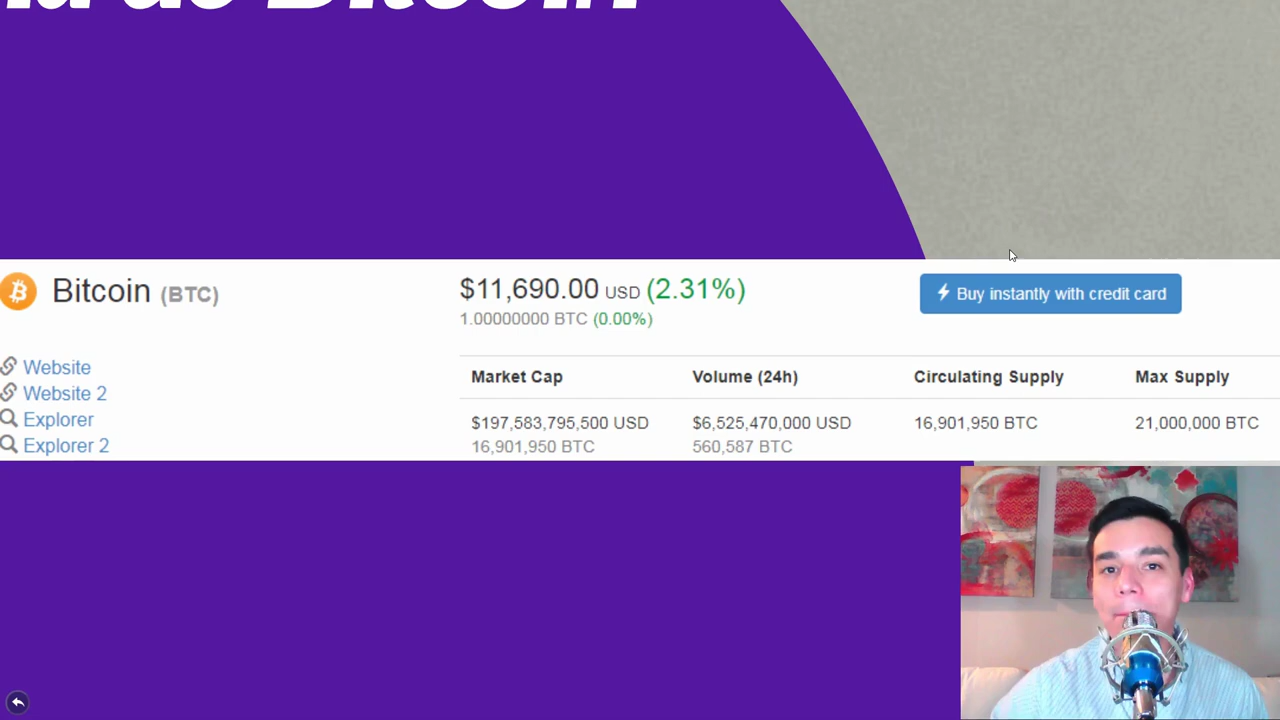 de Bitcoin
Bitcoin (BTC)
$11,690.00 USD (2.31%)
1.00000000 BTC (0.00%)
Buy instantly with credit card
Website
Website 2
Explorer
Explorer 2
Market Cap Volume (24h) Circulating Supply Max Supply
$197,583,795,500 USD $6,525,470,000 USD 16,901,950 BTC 21,000,000 BTC
16,901,950 BTC 560,587 BTC